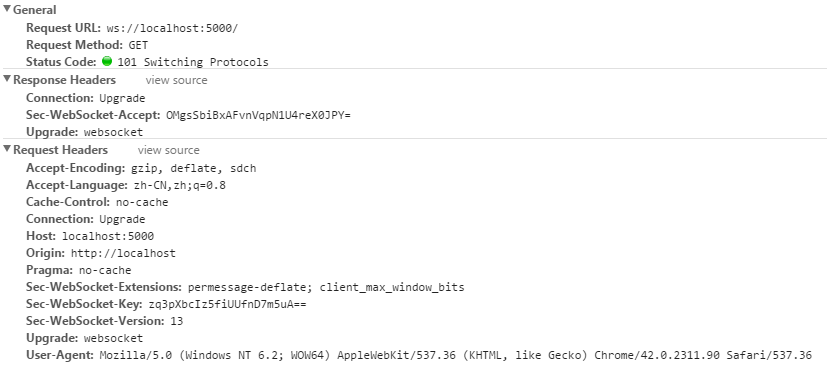 General
Request URL: ws://localhost:5000/
Request Method: GET
Status Code: 101 Switching Protocols
Response Headers view source
Connection: Upgrade
Sec-WebSocket-Accept: OMgsSbiBxAFvnVqpN1U4reX0JPY=
Upgrade: websocket
Request Headers view source
Accept-Encoding: gzip, deflate, sdch
Accept-Language: zh-CN,zh;q=0.8
Cache-Control: no-cache
Connection: Upgrade
Host: localhost:5000
Origin: http://localhost
Pragma: no-cache
Sec-WebSocket-Extensions: permessage-deflate; client_max_window_bits
Sec-WebSocket-Key: zq3pXbcIz5fiUUfnD7m5uA==
Sec-WebSocket-Version: 13
Upgrade: websocket
User-Agent: Mozilla/5.0 (Windows NT 6.2; WOW64) AppleWebKit/537.36 (KHTML, like Gecko) Chrome/42.0.2311.90 Safari/537.36